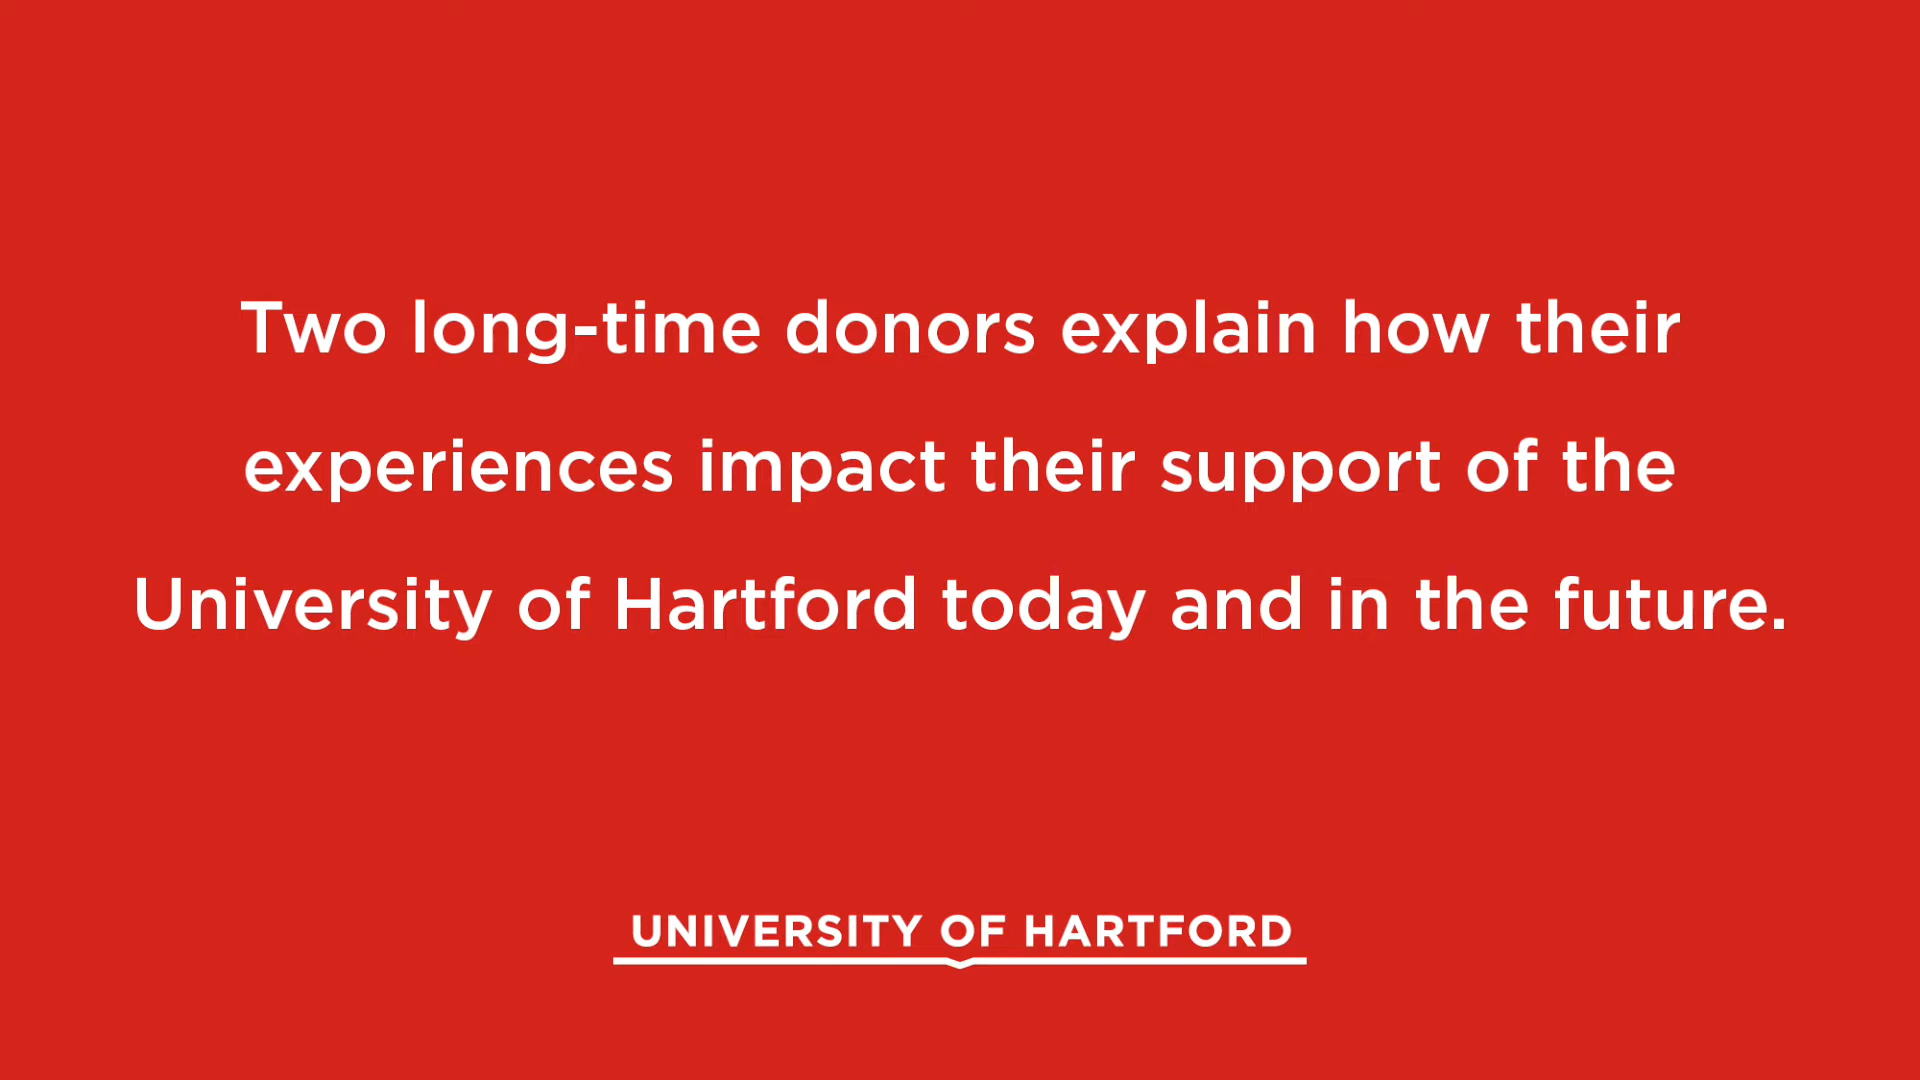 Two long-time donors explain how their
experiences impact their support of the
University of Hartford today and in the future.
UNIVERSITY OF HARTFORD